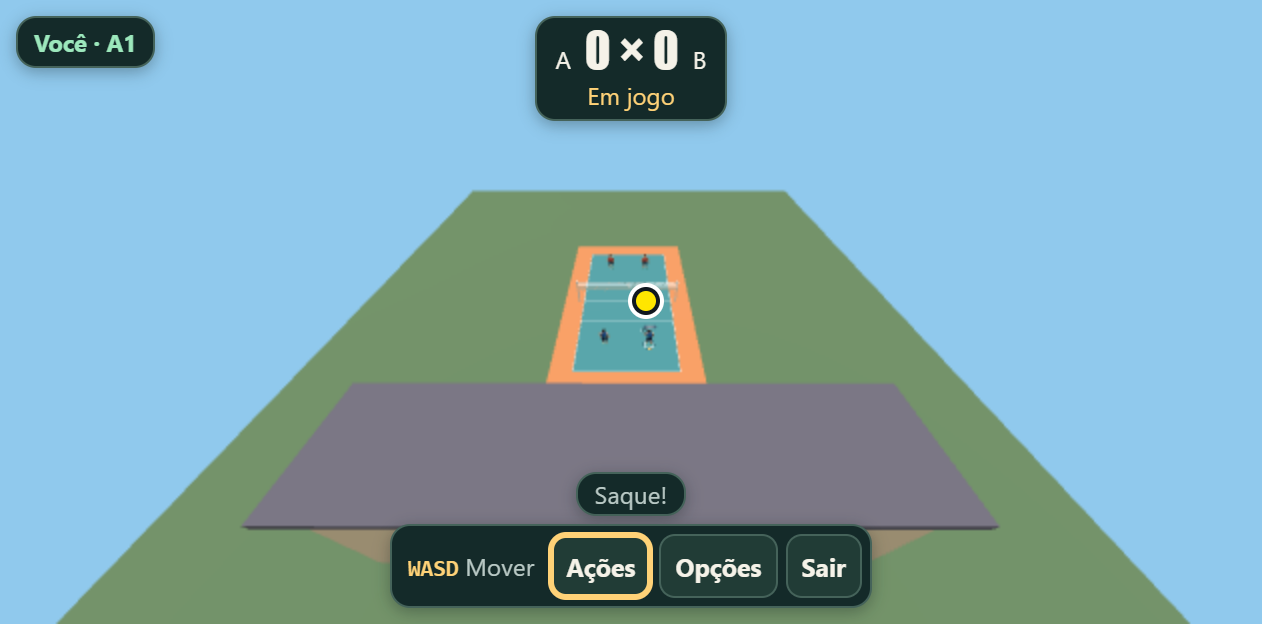 Você · A1
A 0 × 0 B
Em jogo
Saque!
WASD Mover Ações Opções Sair